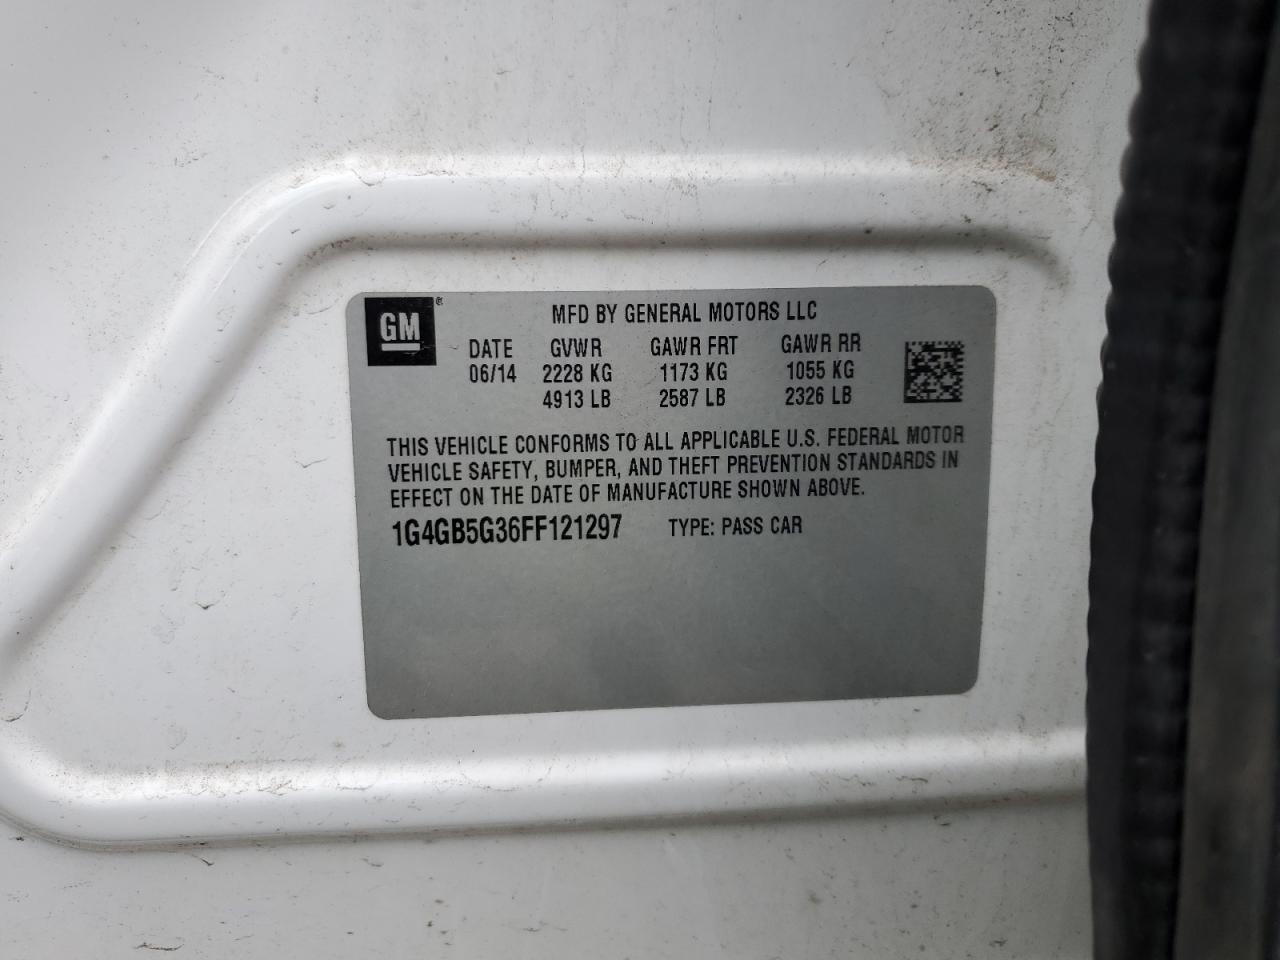 GM®
MFD BY GENERAL MOTORS LLC
DATE GVWR GAWR FRT GAWR RR
06/14 2228 KG 1173 KG 1055 KG
4913 LB 2587 LB 2326 LB
THIS VEHICLE CONFORMS TO ALL APPLICABLE U.S. FEDERAL MOTOR
VEHICLE SAFETY, BUMPER, AND THEFT PREVENTION STANDARDS IN
EFFECT ON THE DATE OF MANUFACTURE SHOWN ABOVE.
1G4GB5G36FF121297 TYPE: PASS CAR